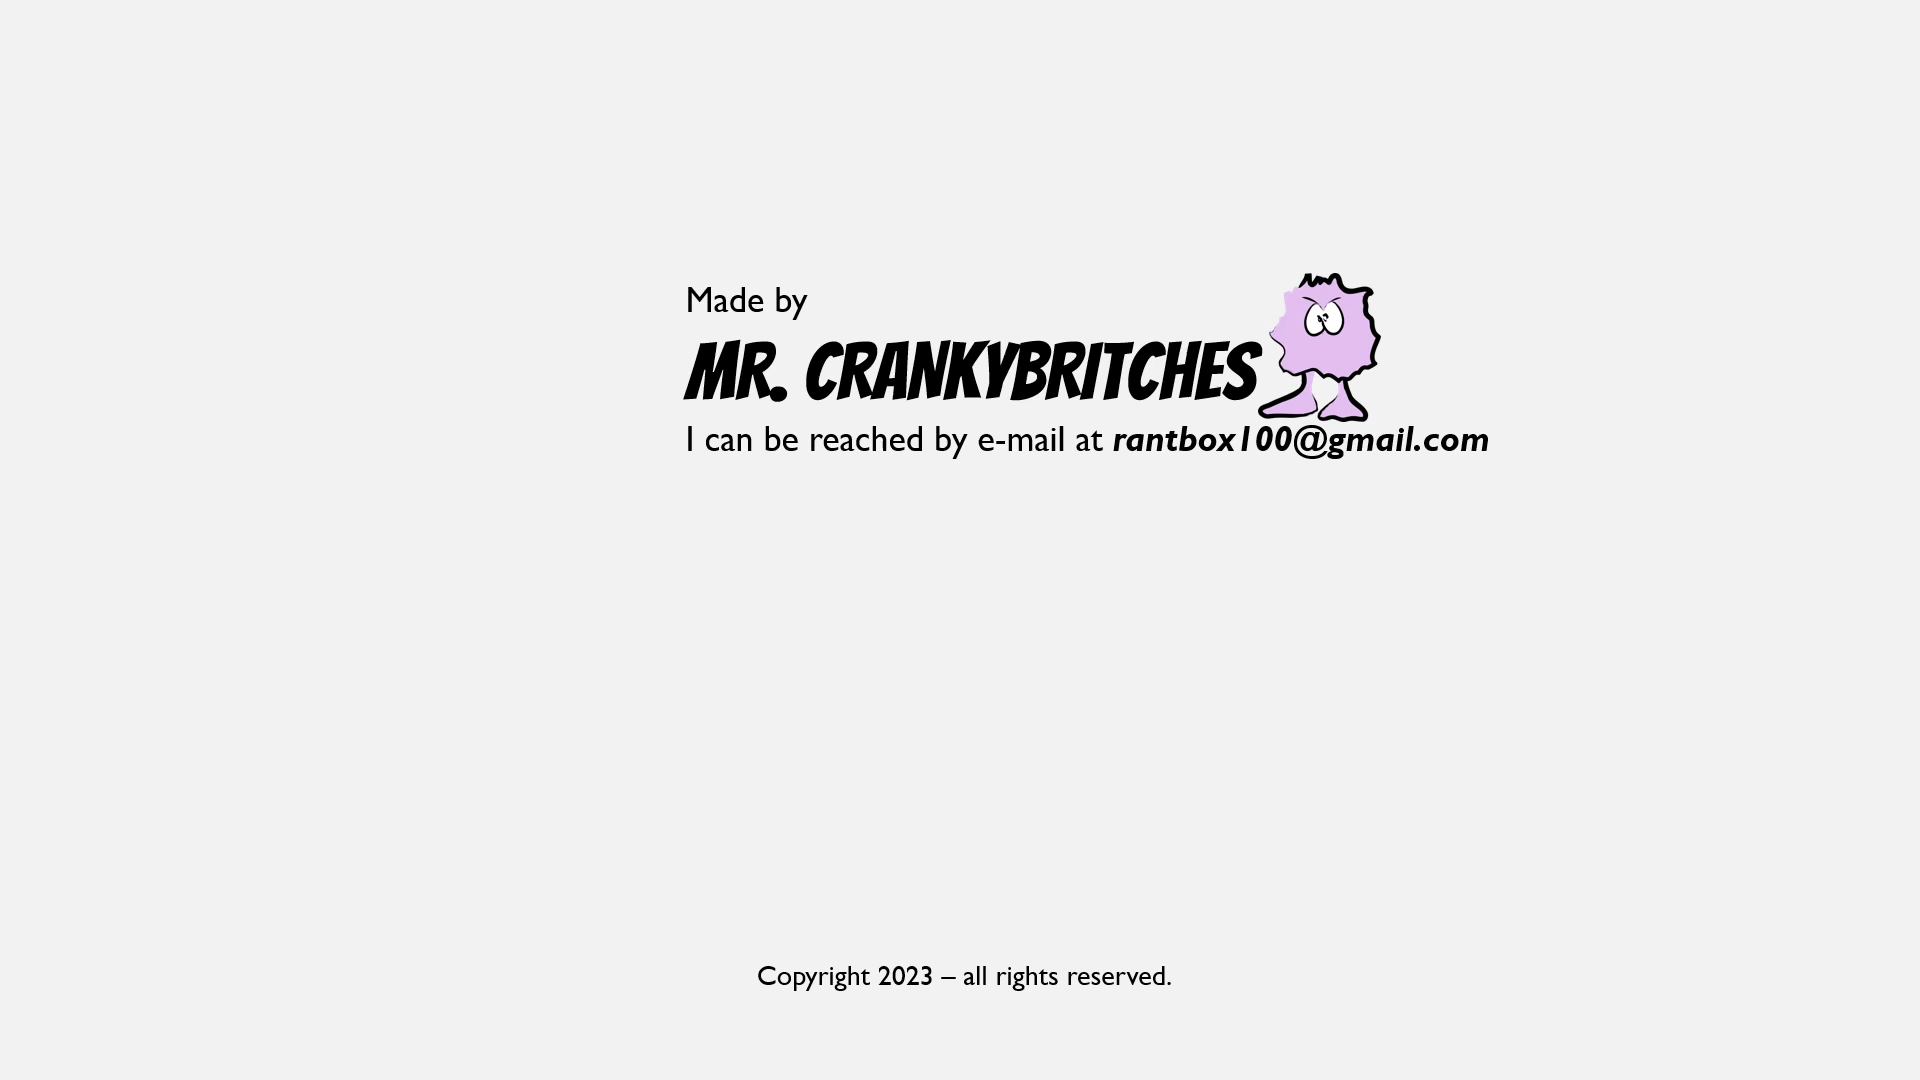 Made by
MR. CRANKYBRITCHES
I can be reached by e-mail at rantbox100@gmail.com
Copyright 2023 – all rights reserved.